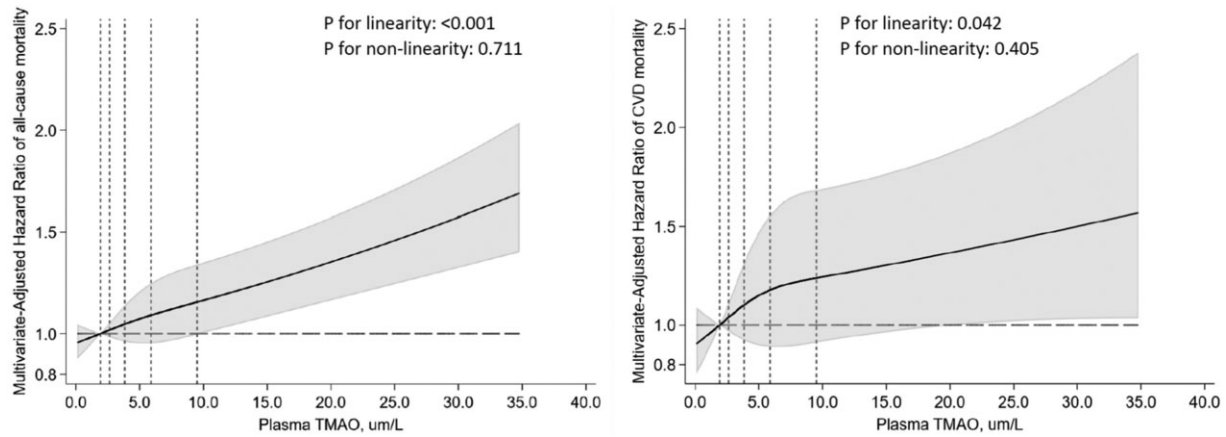 Multivariate-Adjusted Hazard Ratio of all-cause mortality
P for linearity: <0.001
P for non-linearity: 0.711
2.5
2.0
1.5
1.0
0.8
0.0 5.0 10.0 15.0 20.0 25.0 30.0 35.0 40.0
Plasma TMAO, um/L
Multivariate-Adjusted Hazard Ratio of CVD mortality
P for linearity: 0.042
P for non-linearity: 0.405
2.5
2.0
1.5
1.0
0.8
0.0 5.0 10.0 15.0 20.0 25.0 30.0 35.0 40.0
Plasma TMAO, um/L